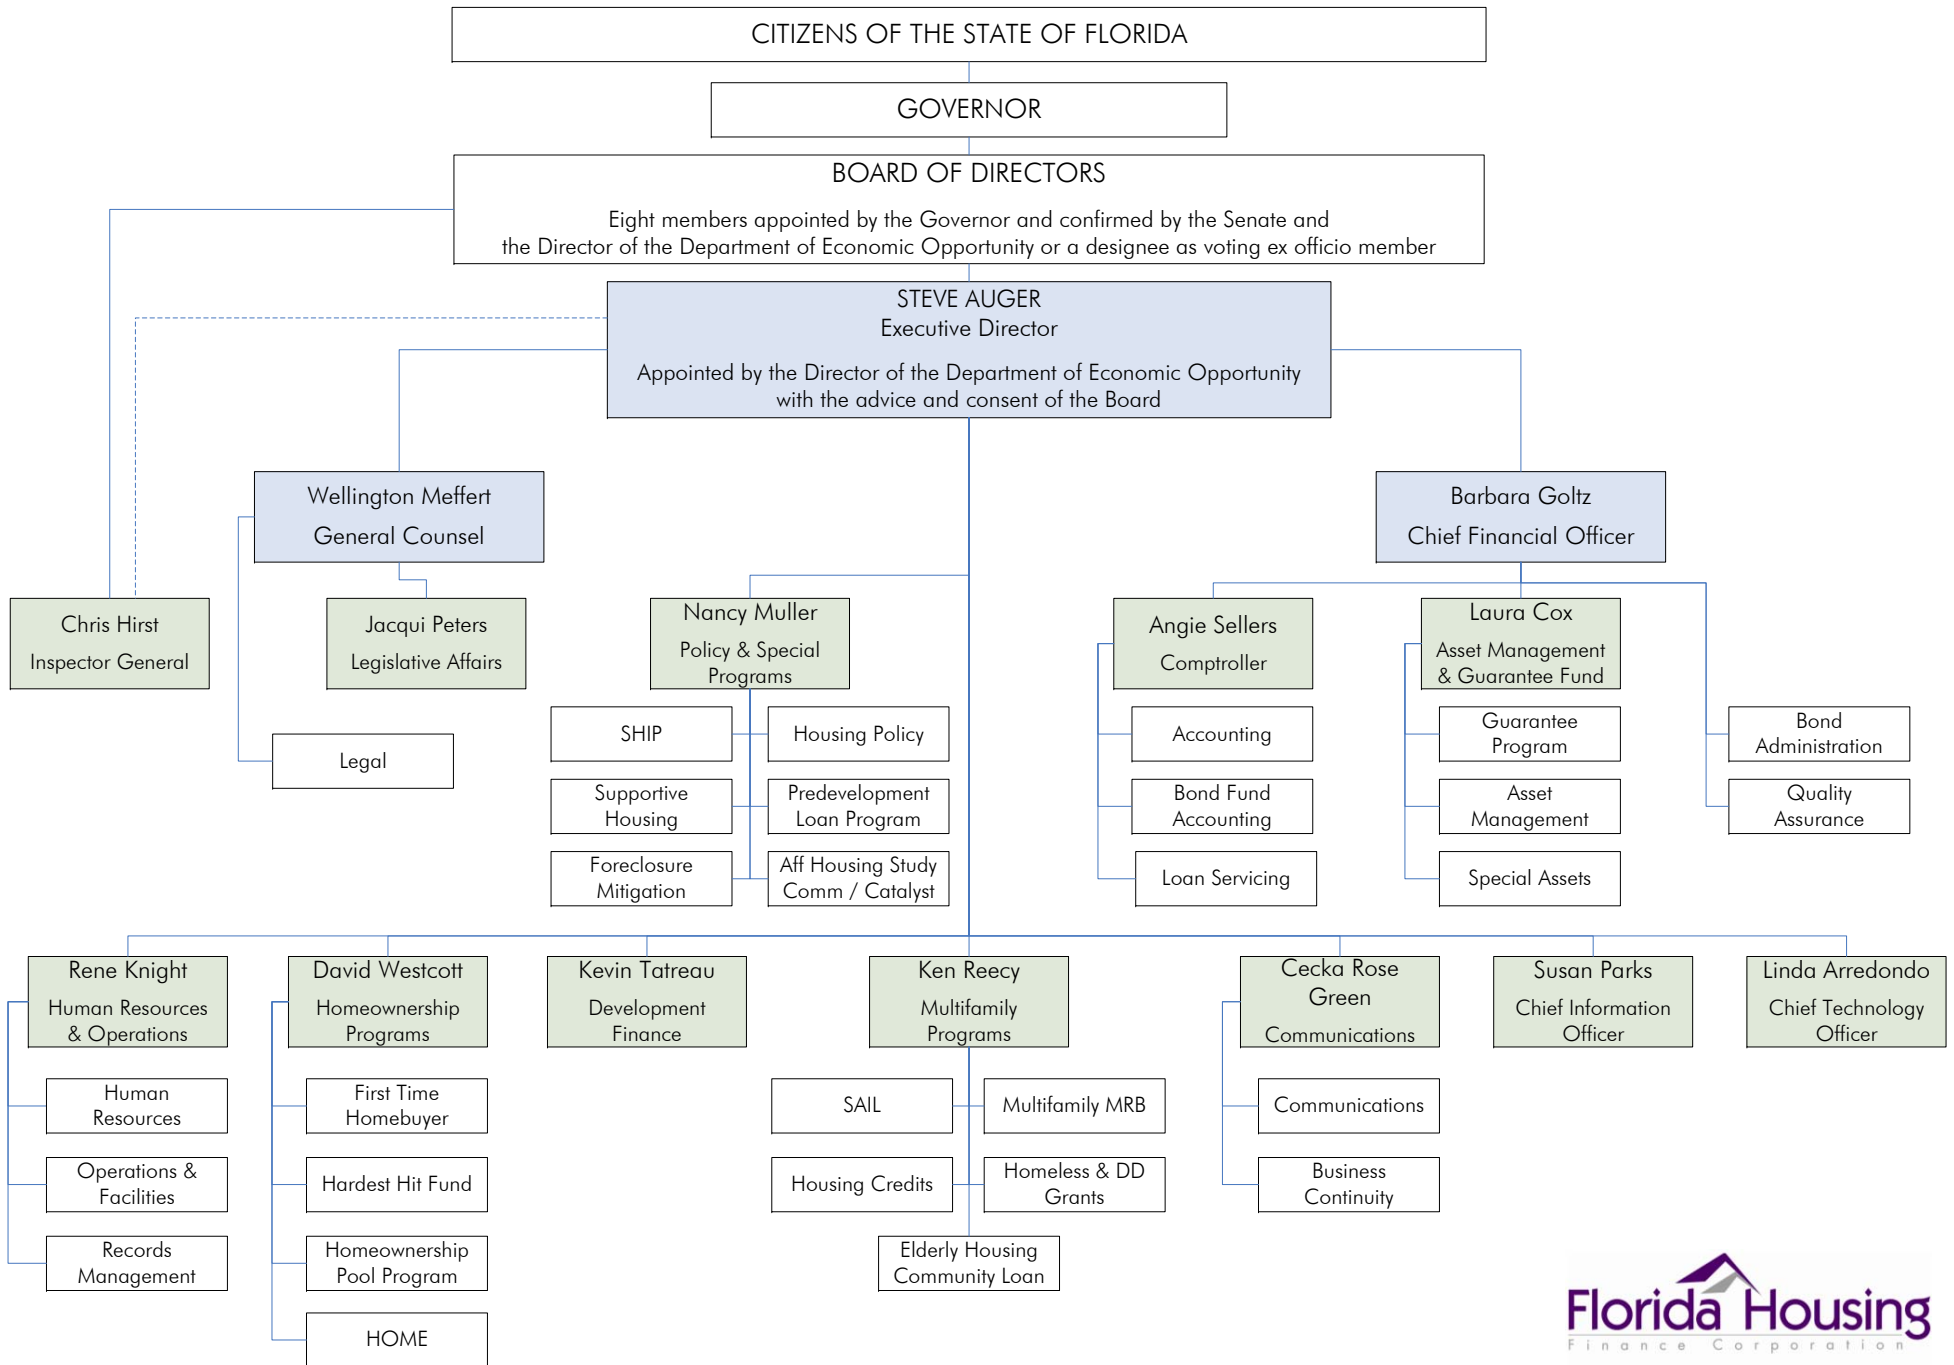 CITIZENS OF THE STATE OF FLORIDA
GOVERNOR
BOARD OF DIRECTORS
Eight members appointed by the Governor and confirmed by the Senate and
the Director of the Department of Economic Opportunity or a designee as voting ex officio member
STEVE AUGER
Executive Director
Appointed by the Director of the Department of Economic Opportunity
with the advice and consent of the Board
Wellington Meffert
General Counsel
Barbara Goltz
Chief Financial Officer
Chris Hirst
Inspector General
Jacqui Peters
Legislative Affairs
Legal
Nancy Muller
Policy & Special
Programs
SHIP
Housing Policy
Supportive
Housing
Predevelopment
Loan Program
Foreclosure
Mitigation
Aff Housing Study
Comm / Catalyst
Angie Sellers
Comptroller
Accounting
Bond Fund
Accounting
Loan Servicing
Laura Cox
Asset Management
& Guarantee Fund
Guarantee
Program
Asset
Management
Special Assets
Bond
Administration
Quality
Assurance
Rene Knight
Human Resources
& Operations
Human
Resources
Operations &
Facilities
Records
Management
David Westcott
Homeownership
Programs
First Time
Homebuyer
Hardest Hit Fund
Homeownership
Pool Program
HOME
Kevin Tatreau
Development
Finance
Ken Reecy
Multifamily
Programs
SAIL
Multifamily MRB
Housing Credits
Homeless & DD
Grants
Elderly Housing
Community Loan
Cecka Rose
Green
Communications
Communications
Business
Continuity
Susan Parks
Chief Information
Officer
Linda Arredondo
Chief Technology
Officer
Florida Housing
Finance Corporation